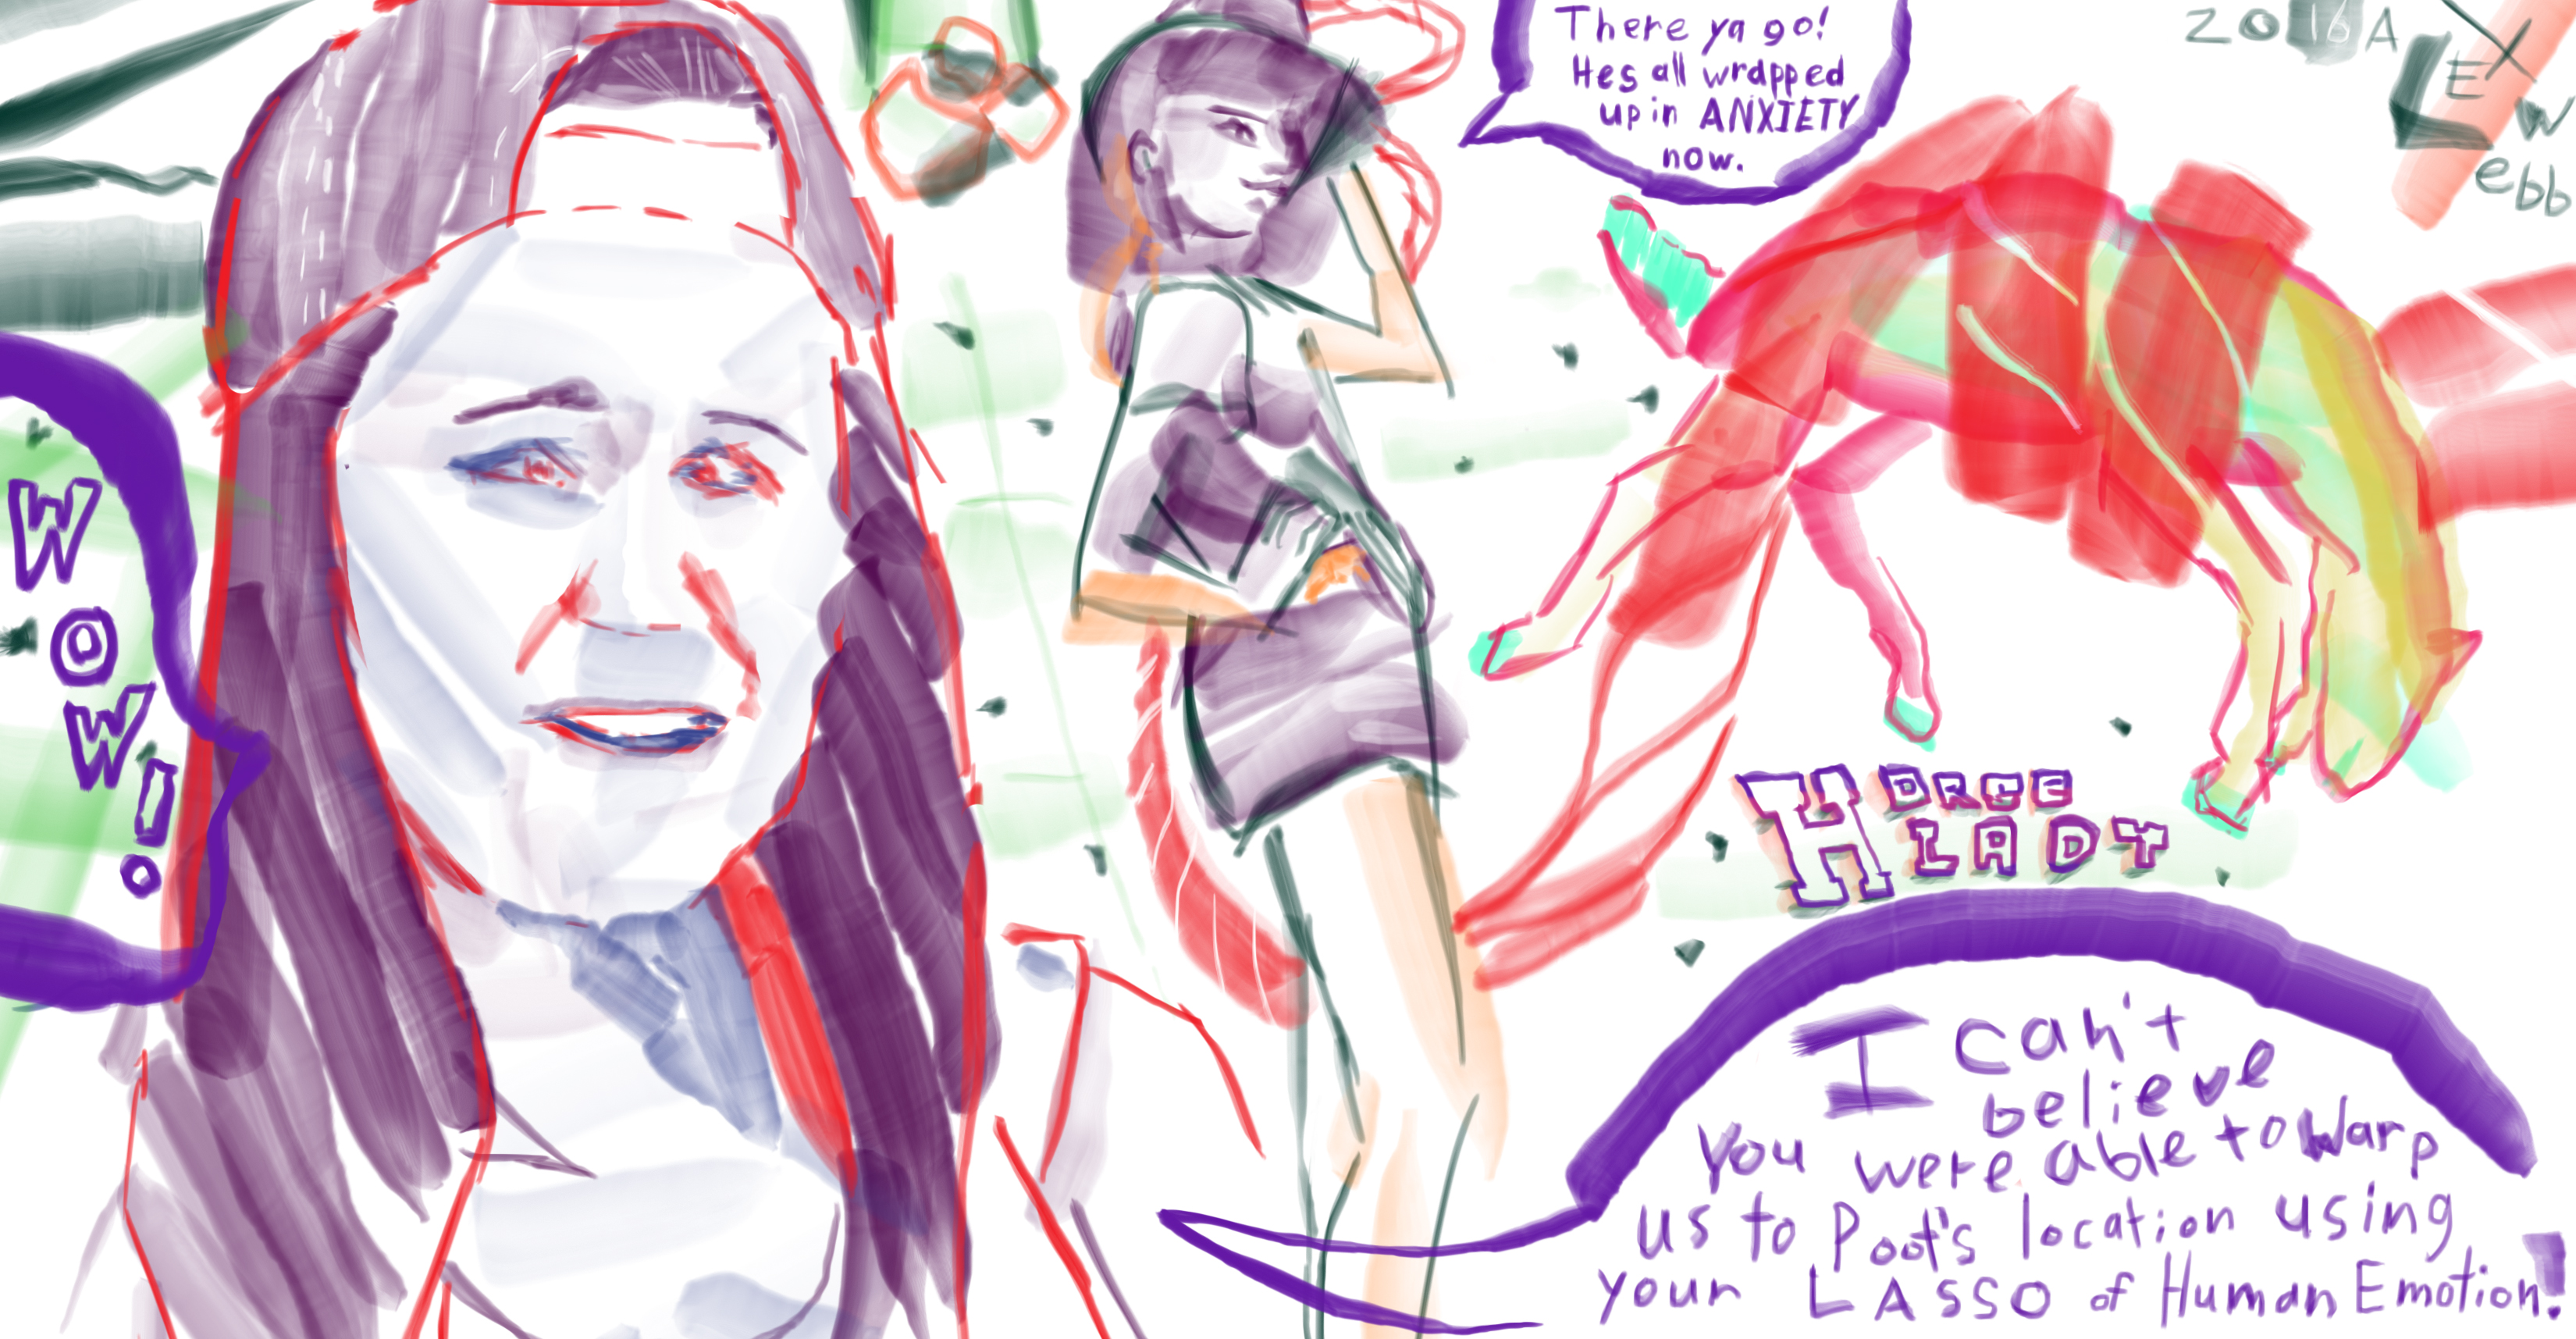 There ya go!
Hes all wrapped
up in ANXIETY
now.
2016 ALEX
Webb
WOW!
HORCE
LADY
I can't
believe
you were able to warp
us to Poot's location using
your LASSO of Human Emotion!